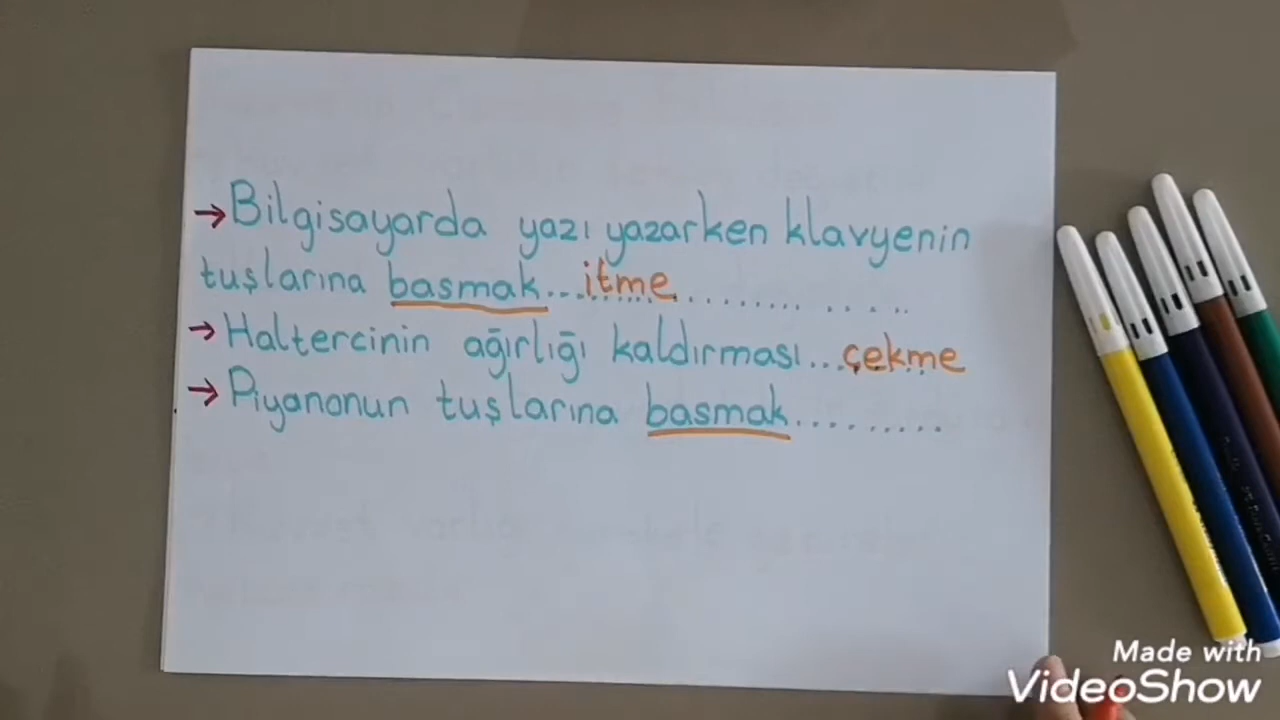 →Bilgisayarda yazı yazarken klavyenin
tuşlarına basmak...itme...............
→Haltercinin ağırlığı kaldırması...çekme
→Piyanonun tuşlarına basmak.........
Made with
VideoShow